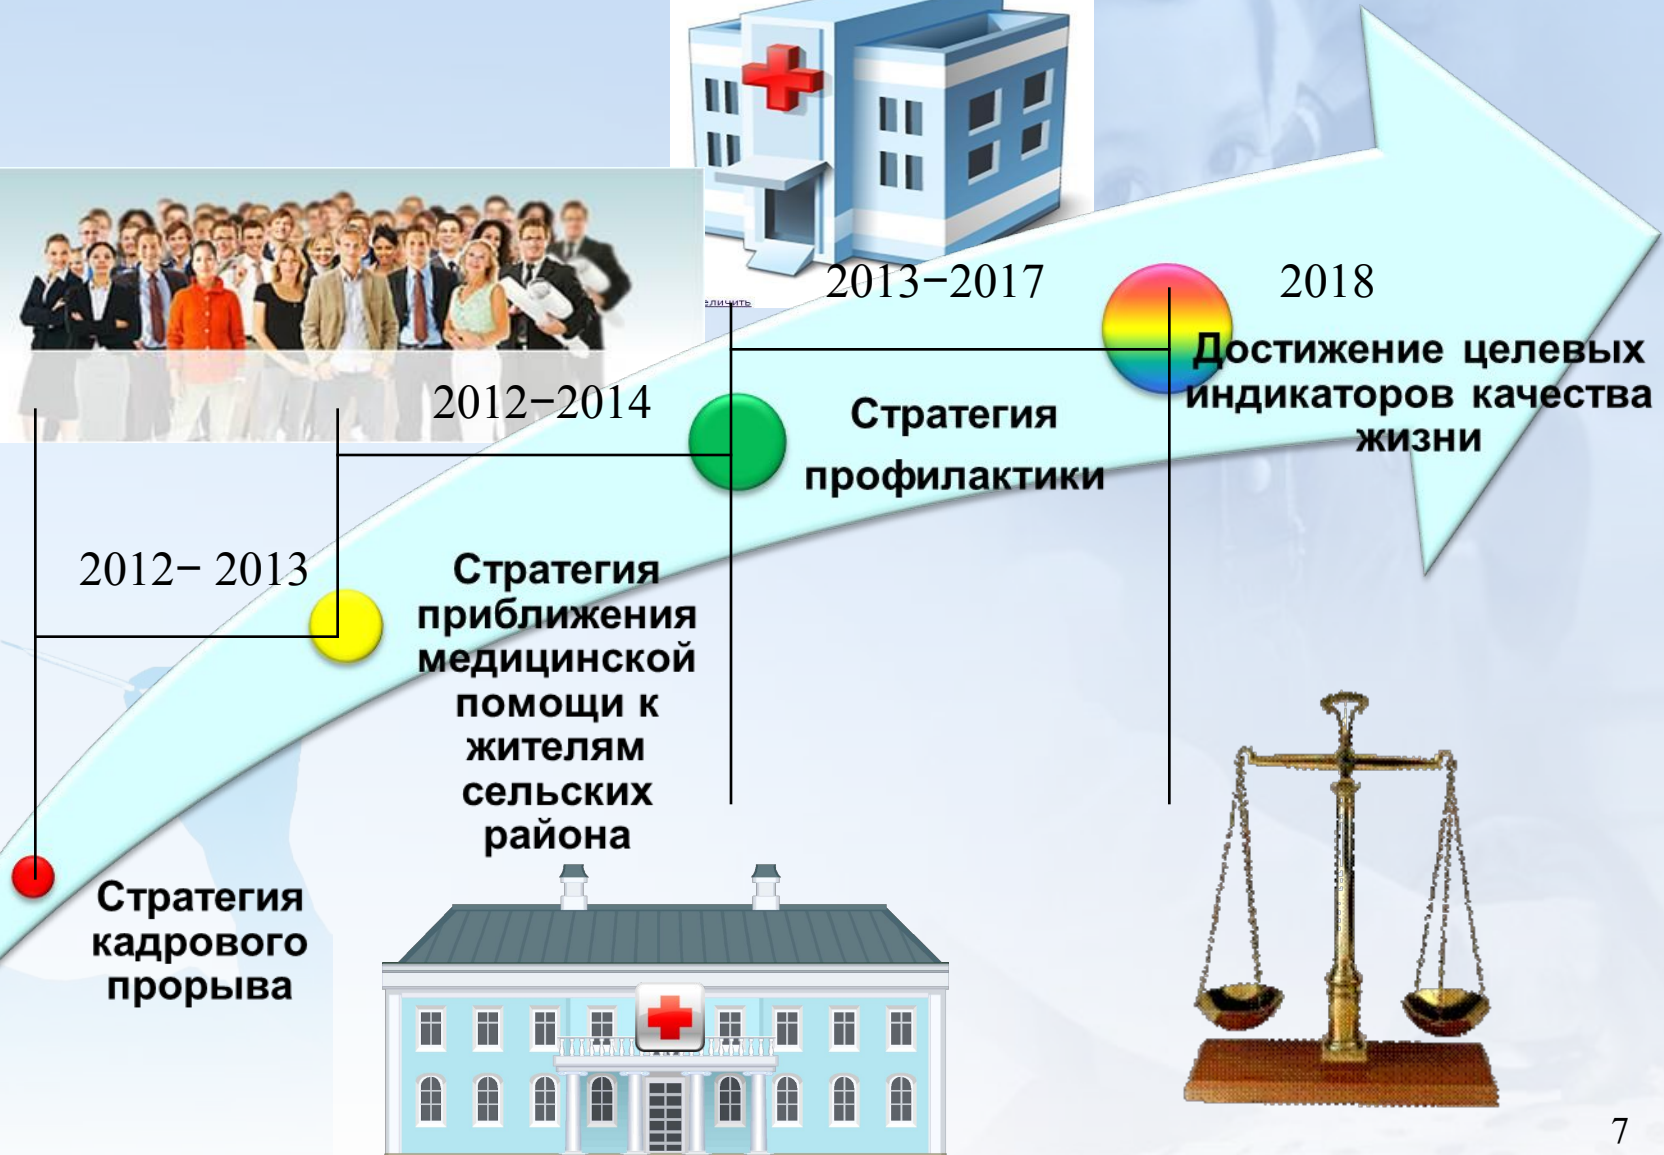 2012– 2013
Стратегия
кадрового
прорыва
2012–2014
Стратегия
приближения
медицинской
помощи к
жителям
сельских
района
2013–2017
Стратегия
профилактики
2018
Достижение целевых
индикаторов качества
жизни
7